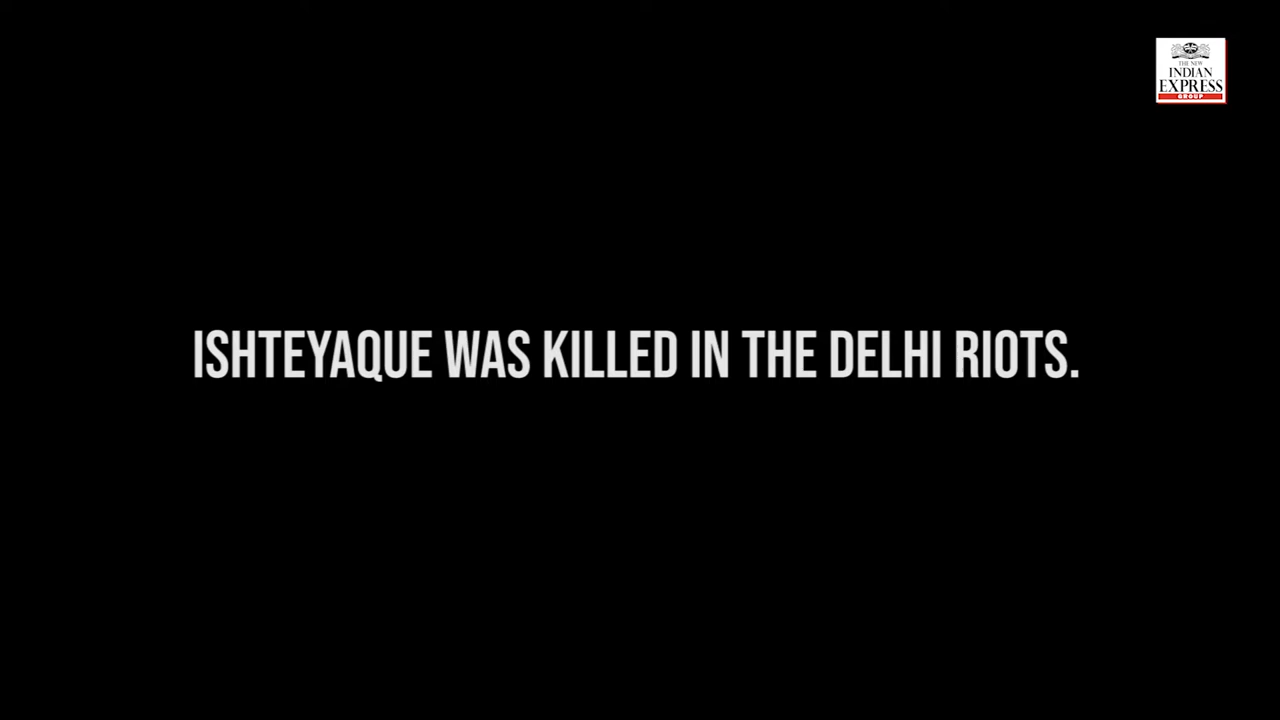 THE NEW
INDIAN
EXPRESS
GROUP
ISHTEYAQUE WAS KILLED IN THE DELHI RIOTS.